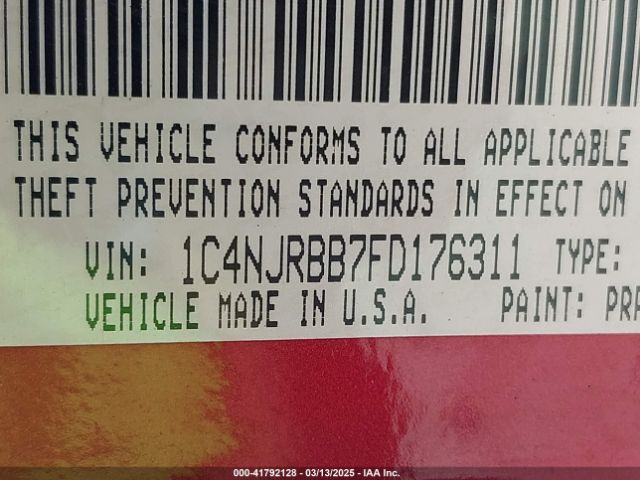 THIS VEHICLE CONFORMS TO ALL APPLICABLE
THEFT PREVENTION STANDARDS IN EFFECT ON
VIN: 1C4NJRBB7FD176311 TYPE:
VEHICLE MADE IN U.S.A. PAINT: PRP
000-41792128 - 03/13/2025 - IAA Inc.